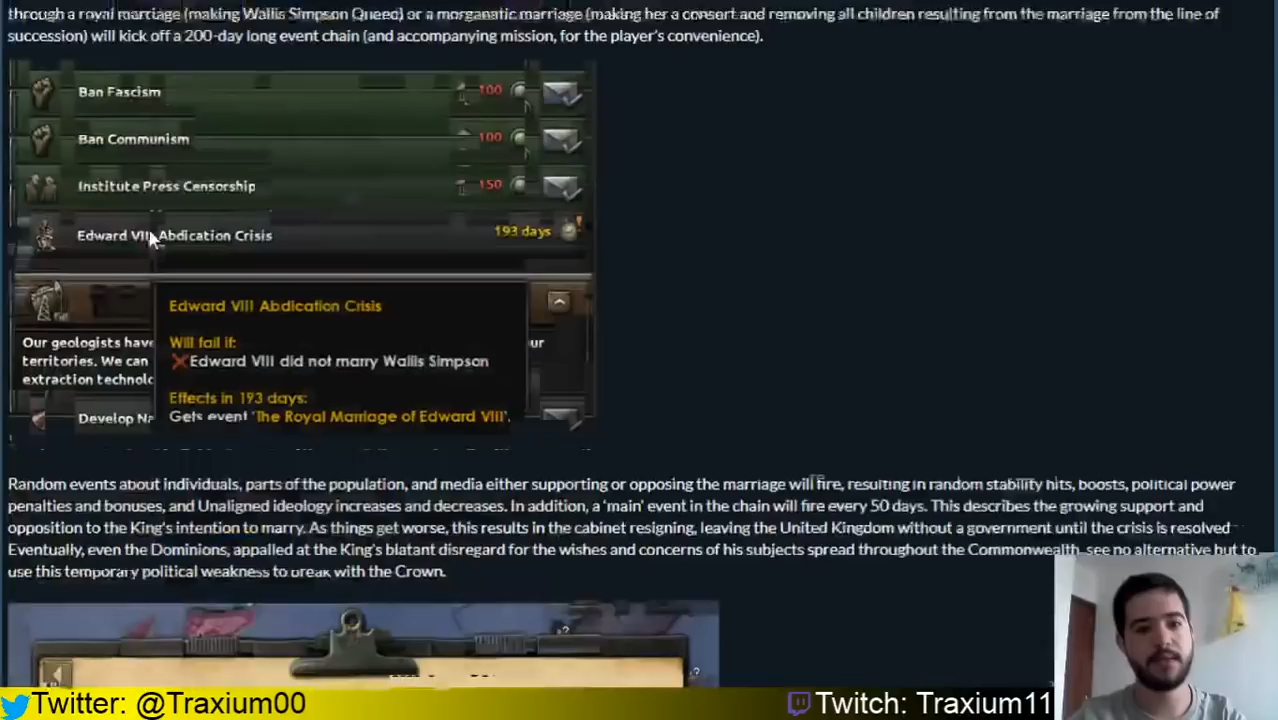 through a royal marriage (making Wallis Simpson Queen) or a morganatic marriage (making her a consort and removing all children resulting from the marriage from the line of
succession) will kick off a 200-day long event chain (and accompanying mission, for the player's convenience).
Ban Fascism 100
Ban Communism 100
Institute Press Censorship 150
Edward VIII Abdication Crisis 193 days
Edward VIII Abdication Crisis
Will fail if:
Edward VIII did not marry Wallis Simpson
Effects in 193 days:
Gets event 'The Royal Marriage of Edward VIII'.
Our geologists have our
territories. We can
extraction technolo
Develop Na
Random events about individuals, parts of the population, and media either supporting or opposing the marriage will fire, resulting in random stability hits, boosts, political power
penalties and bonuses, and Unaligned ideology increases and decreases. In addition, a 'main' event in the chain will fire every 50 days. This describes the growing support and
opposition to the King's intention to marry. As things get worse, this results in the cabinet resigning, leaving the United Kingdom without a government until the crisis is resolved
Eventually, even the Dominions, appalled at the King's blatant disregard for the wishes and concerns of his subjects spread throughout the Commonwealth, see no alternative but to
use this temporary political weakness to break with the Crown.
Twitter: @Traxium00
Twitch: Traxium11